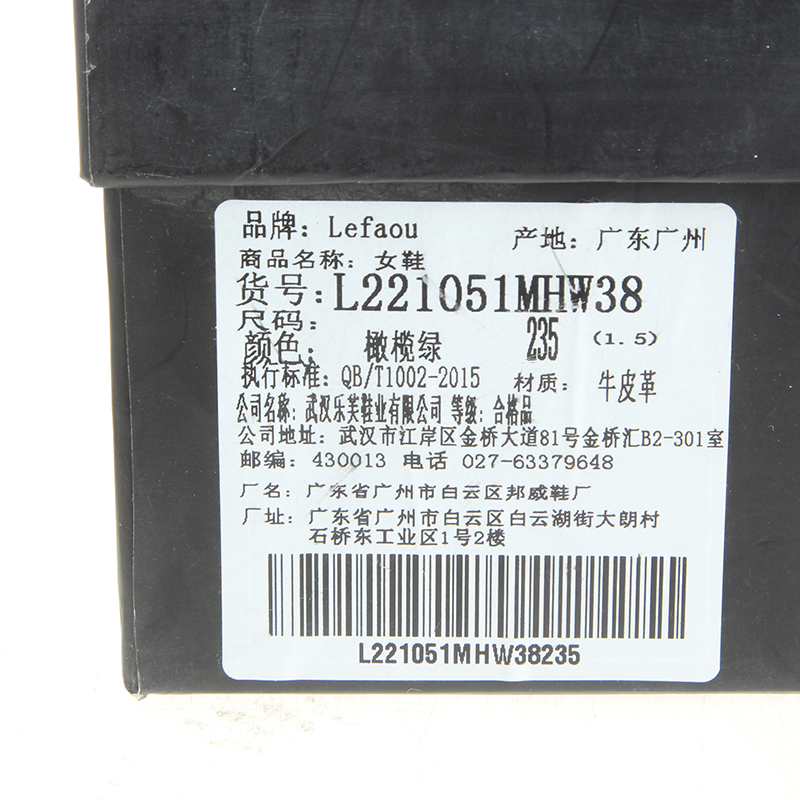 品牌：Lefaou 产地：广东广州
商品名称：女鞋
货号：L221051MHW38
尺码： 235 （1.5）
颜色： 橄榄绿
执行标准：QB/T1002-2015 材质：牛皮革
公司名称：武汉乐芙鞋业有限公司 等级：合格品
公司地址：武汉市江岸区金桥大道81号金桥汇B2-301室
邮编：430013 电话 027-63379648
厂名：广东省广州市白云区邦威鞋厂
厂址：广东省广州市白云区白云湖街大朗村
石桥东工业区1号2楼
L221051MHW38235